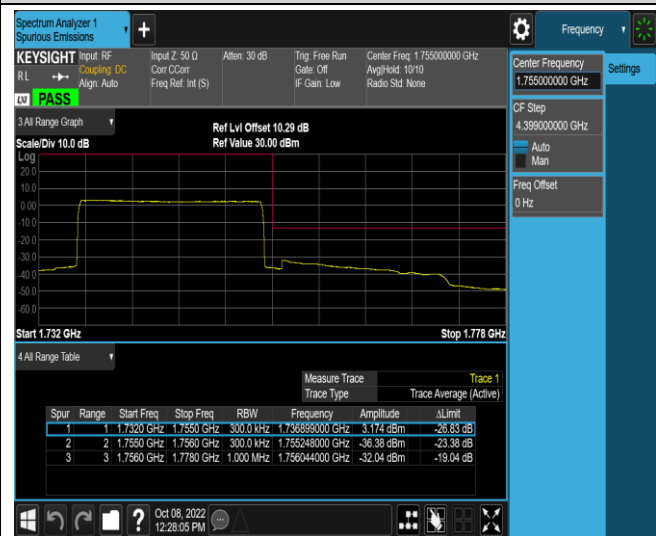 Spectrum Analyzer 1
Spurious Emissions
Frequency
KEYSIGHT Input: RF Input Z: 50 Ω Atten: 30 dB Trig: Free Run Center Freq: 1.755000000 GHz
RL Coupling: DC Corr CCorr Gate: Off Avg|Hold: 10/10
Align: Auto Freq Ref: Int (S) IF Gain: Low Radio Std: None
LXI PASS
3 All Range Graph
Ref Lvl Offset 10.29 dB
Scale/Div 10.0 dB Ref Value 30.00 dBm
Log
20.0
10.0
0.00
-10.0
-20.0
-30.0
-40.0
-50.0
-60.0
Start 1.732 GHz Stop 1.778 GHz
4 All Range Table
Measure Trace Trace 1
Trace Type Trace Average (Active)
Spur Range Start Freq Stop Freq RBW Frequency Amplitude ΔLimit
1 1 1.7320 GHz 1.7550 GHz 300.0 kHz 1.736899000 GHz 3.174 dBm -26.83 dB
2 2 1.7550 GHz 1.7560 GHz 300.0 kHz 1.755248000 GHz -36.38 dBm -23.38 dB
3 3 1.7560 GHz 1.7780 GHz 1.000 MHz 1.756044000 GHz -32.04 dBm -19.04 dB
Oct 08, 2022
12:28:05 PM
Center Frequency
1.755000000 GHz
Settings
CF Step
4.399000000 GHz
Auto
Man
Freq Offset
0 Hz